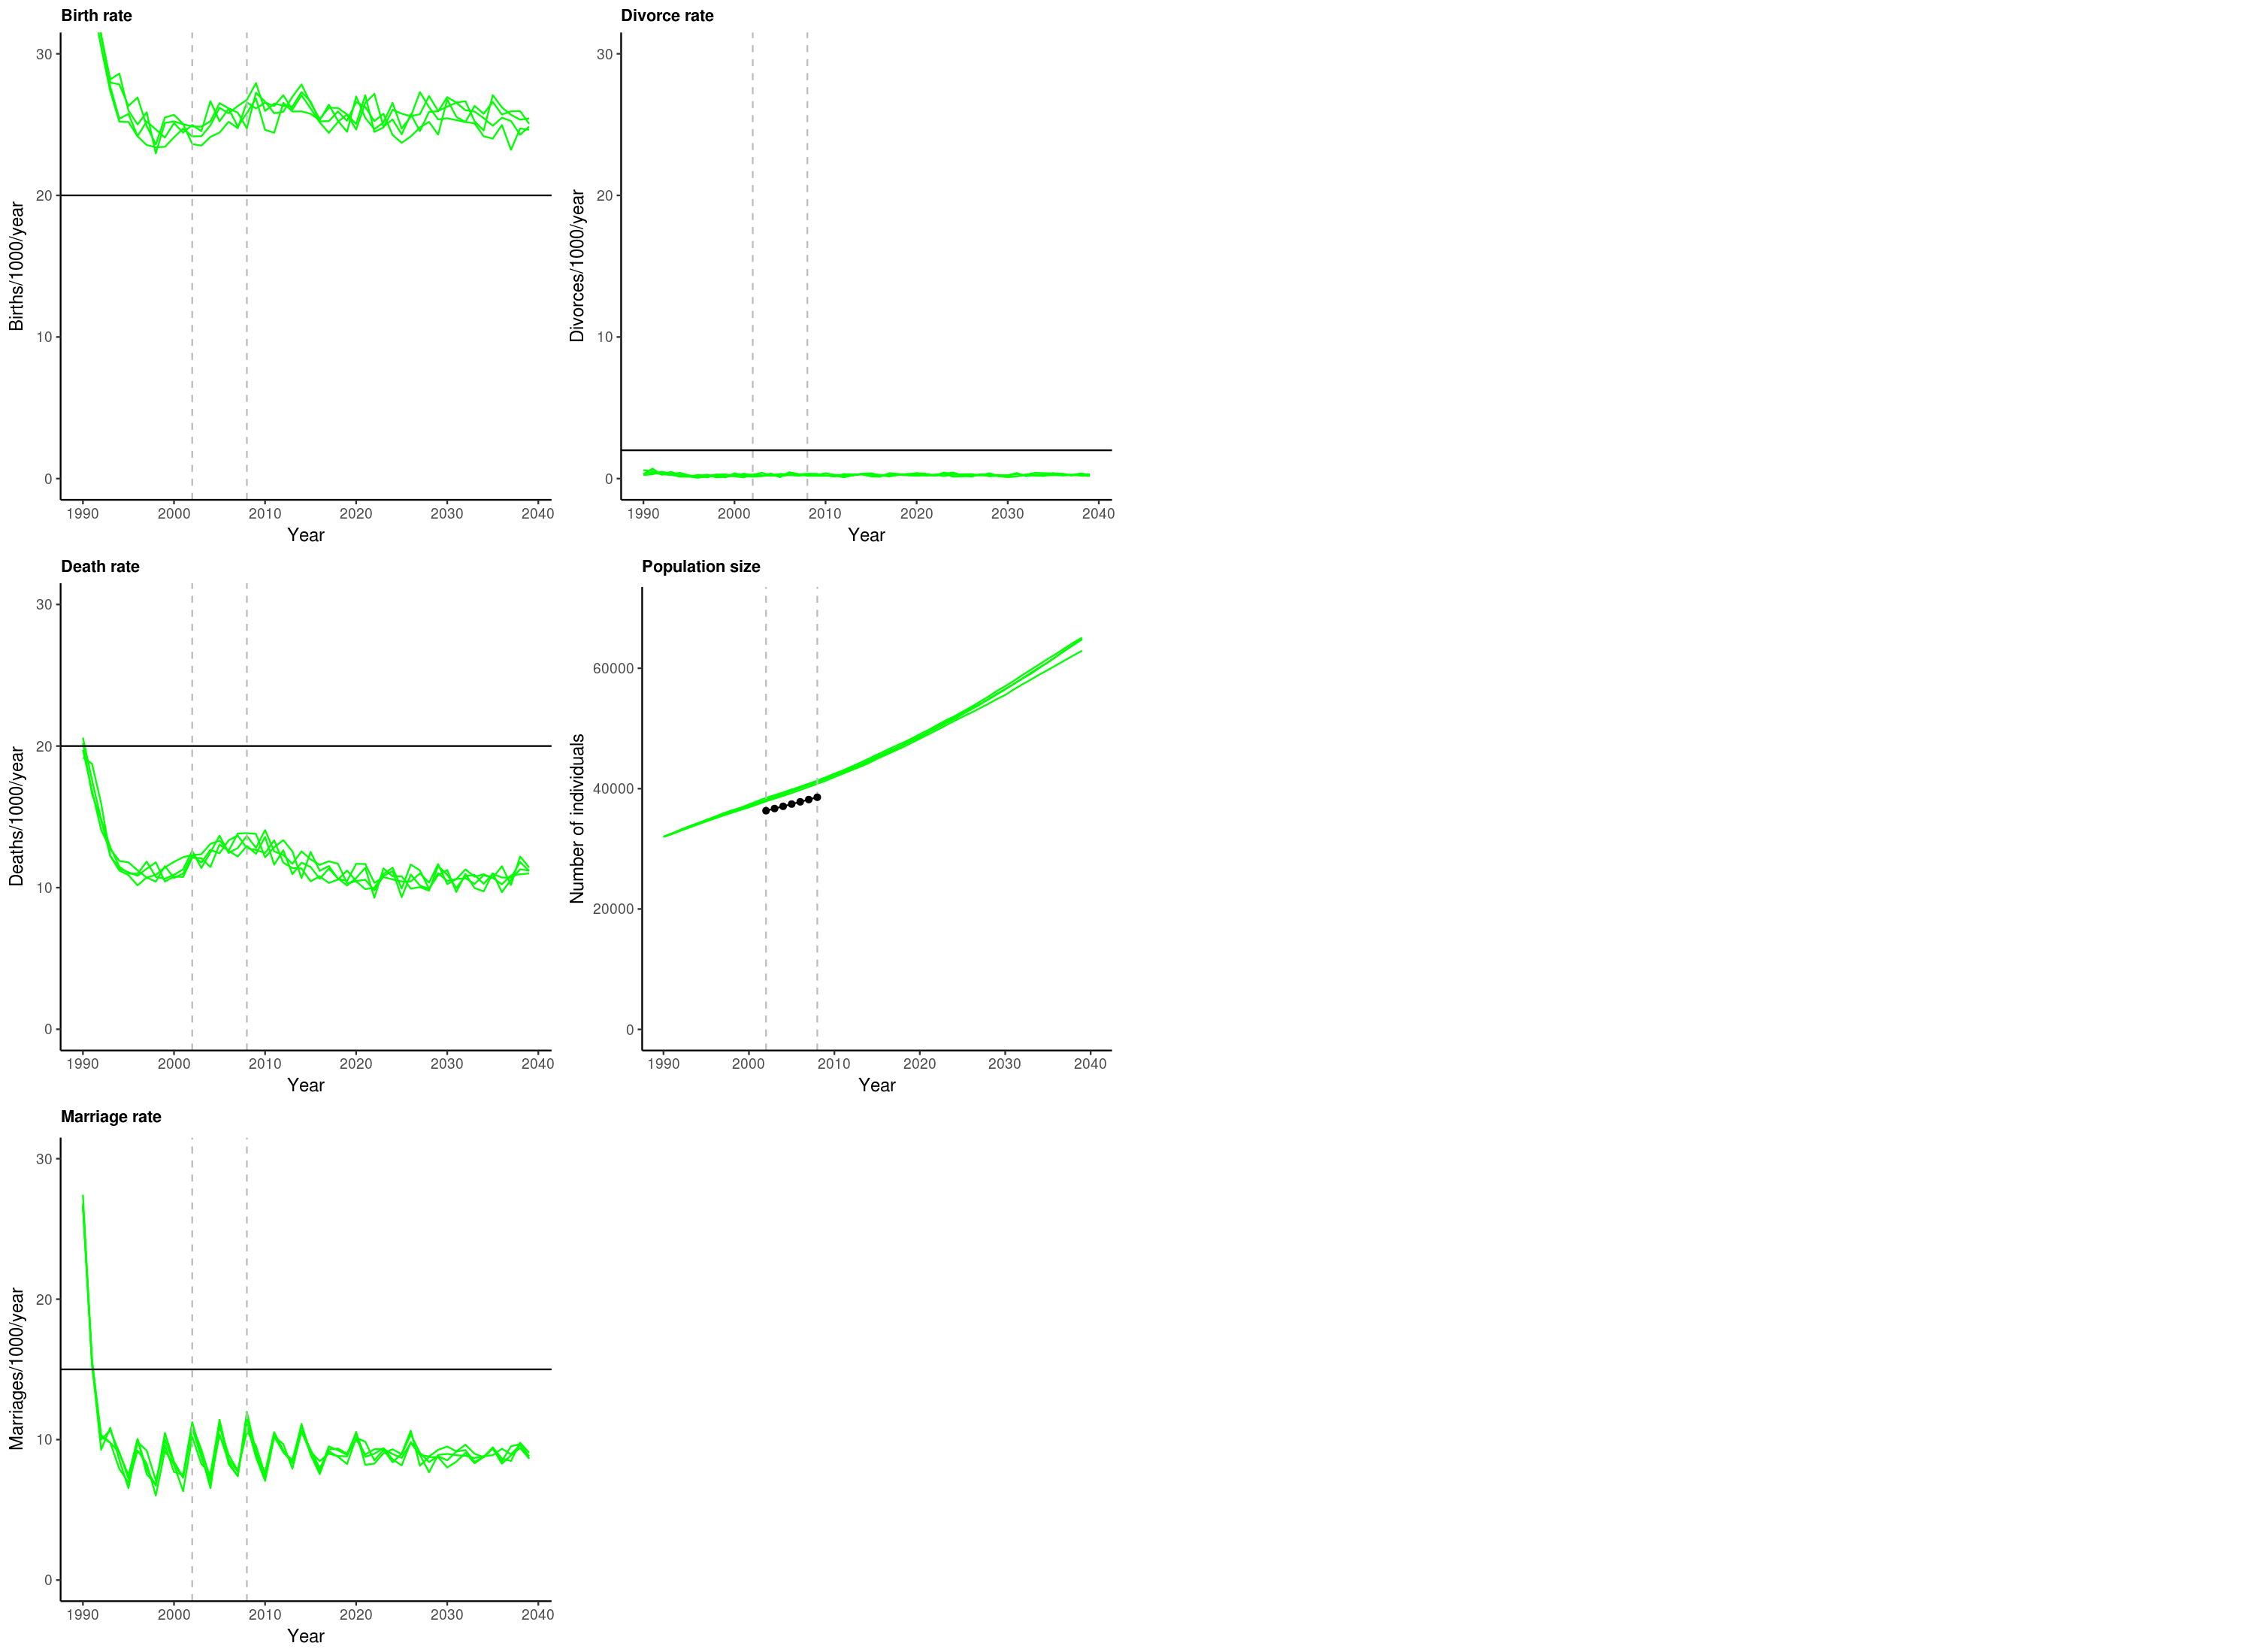 Birth rate
30
20
10
0
Births/1000/year
1990 2000 2010 2020 2030 2040
Year
Divorce rate
30
20
10
0
Divorces/1000/year
1990 2000 2010 2020 2030 2040
Year
Death rate
30
20
10
0
Deaths/1000/year
1990 2000 2010 2020 2030 2040
Year
Population size
60000
40000
20000
0
Number of individuals
1990 2000 2010 2020 2030 2040
Year
Marriage rate
30
20
10
0
Marriages/1000/year
1990 2000 2010 2020 2030 2040
Year